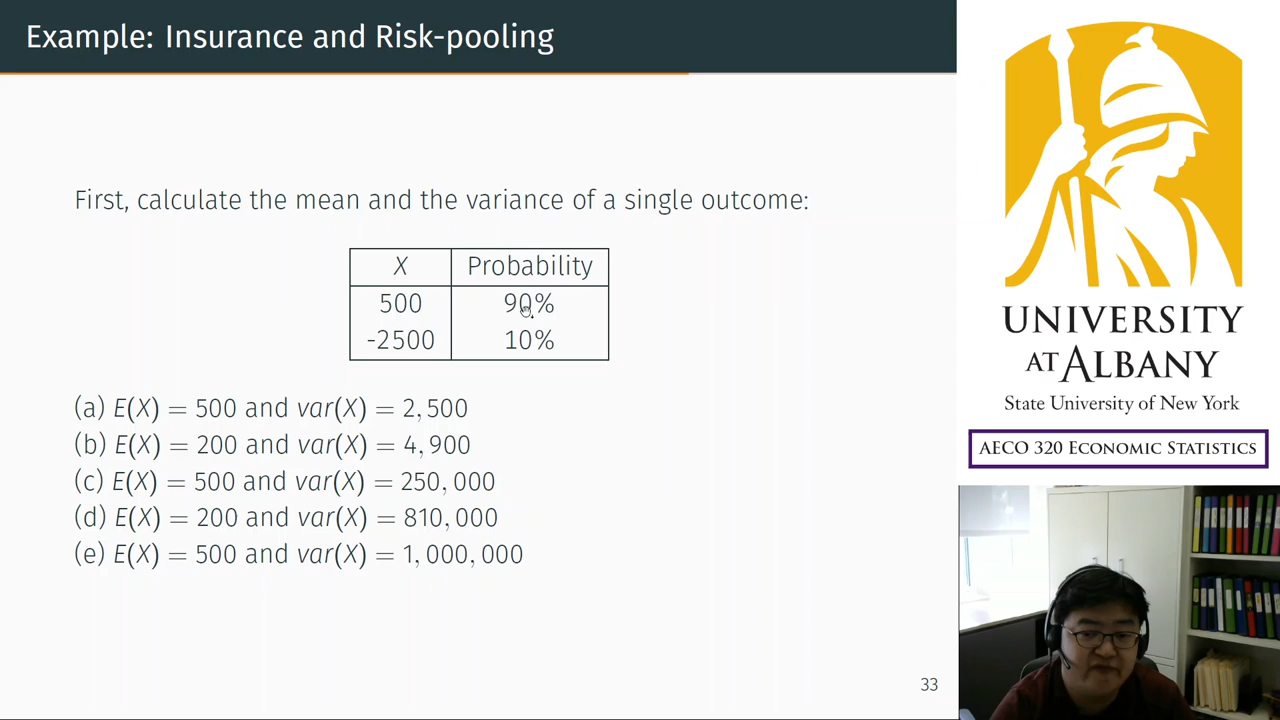 Example: Insurance and Risk-pooling
First, calculate the mean and the variance of a single outcome:
X Probability
500 90%
-2500 10%
(a) E(X) = 500 and var(X) = 2,500
(b) E(X) = 200 and var(X) = 4,900
(c) E(X) = 500 and var(X) = 250,000
(d) E(X) = 200 and var(X) = 810,000
(e) E(X) = 500 and var(X) = 1,000,000
33
UNIVERSITY
AT ALBANY
State University of New York
AECO 320 ECONOMIC STATISTICS